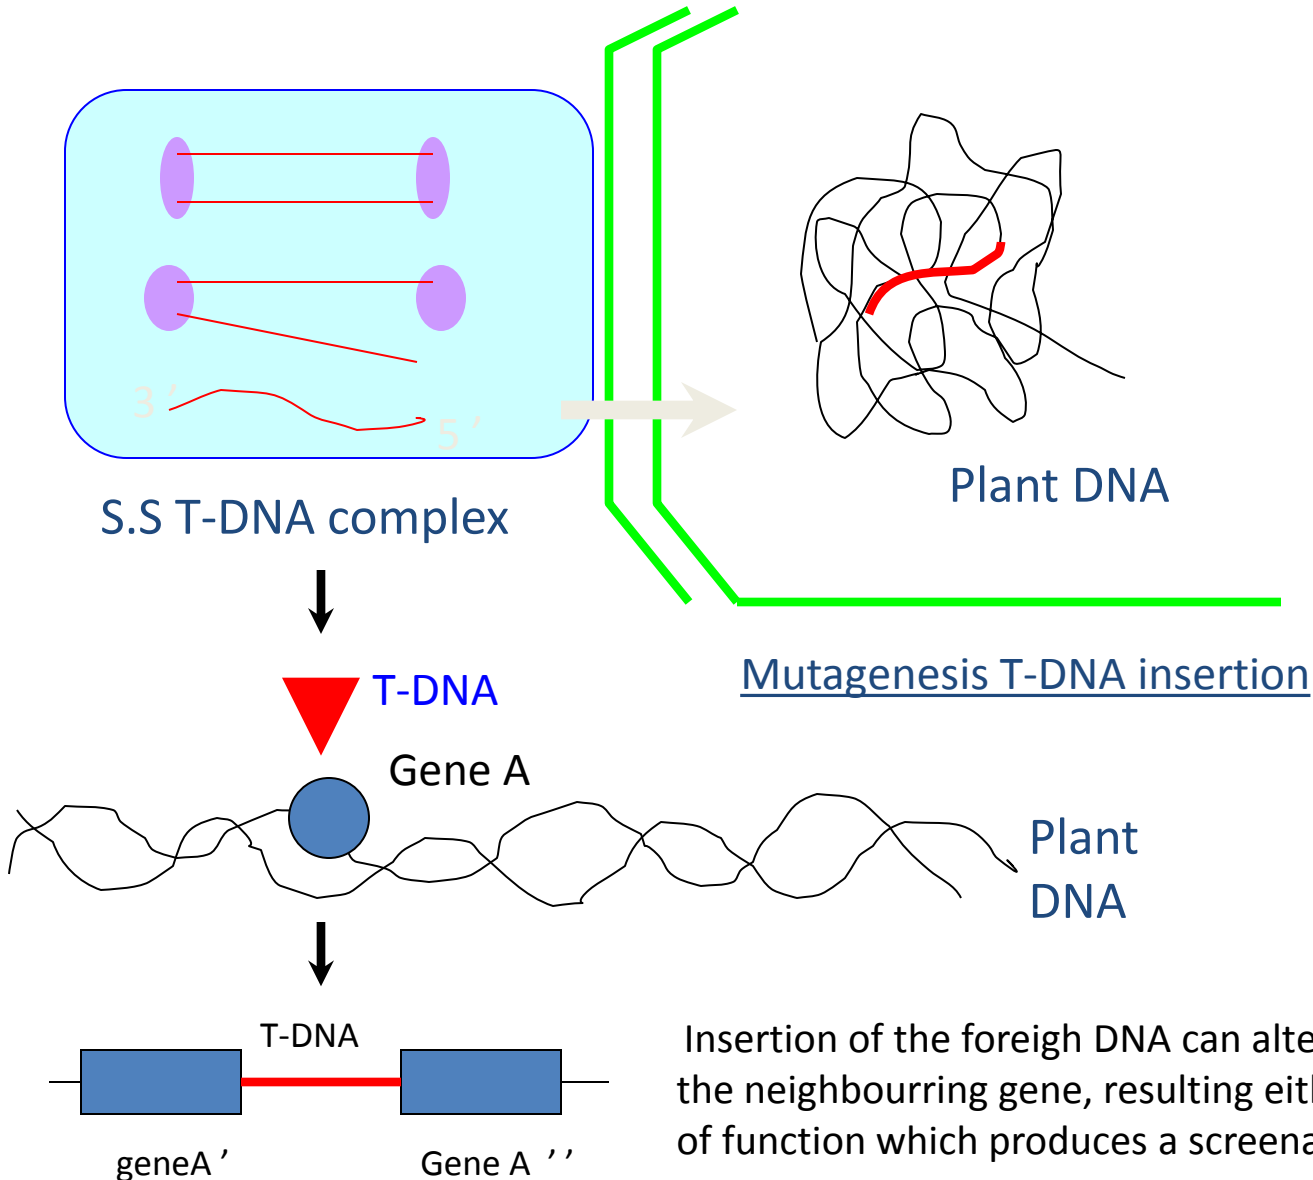 3 ’
5 ’
S.S T-DNA complex
Plant DNA
Mutagenesis T-DNA insertion
T-DNA
Gene A
Plant
DNA
T-DNA
geneA ’
Gene A ’ ’
Insertion of the foreigh DNA can alte
the neighbourring gene, resulting eit
of function which produces a screena